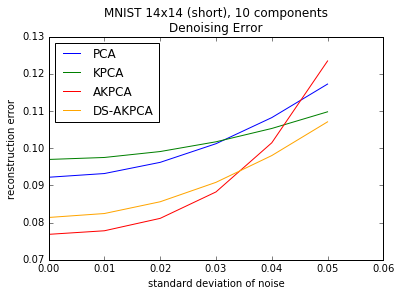 MNIST 14x14 (short), 10 components
Denoising Error
0.13
0.12
0.11
0.10
0.09
0.08
0.07
reconstruction error
PCA
KPCA
AKPCA
DS-AKPCA
0.00 0.01 0.02 0.03 0.04 0.05 0.06
standard deviation of noise